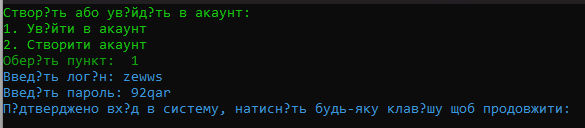 Створ?ть або ув?йд?ть в акаунт:
1. Ув?йти в акаунт
2. Створити акаунт
Обер?ть пункт:  1
Введ?ть лог?н: zewws
Введ?ть пароль: 92qar
П?дтверджено вх?д в систему, натисн?ть будь-яку клав?шу щоб продовжити: